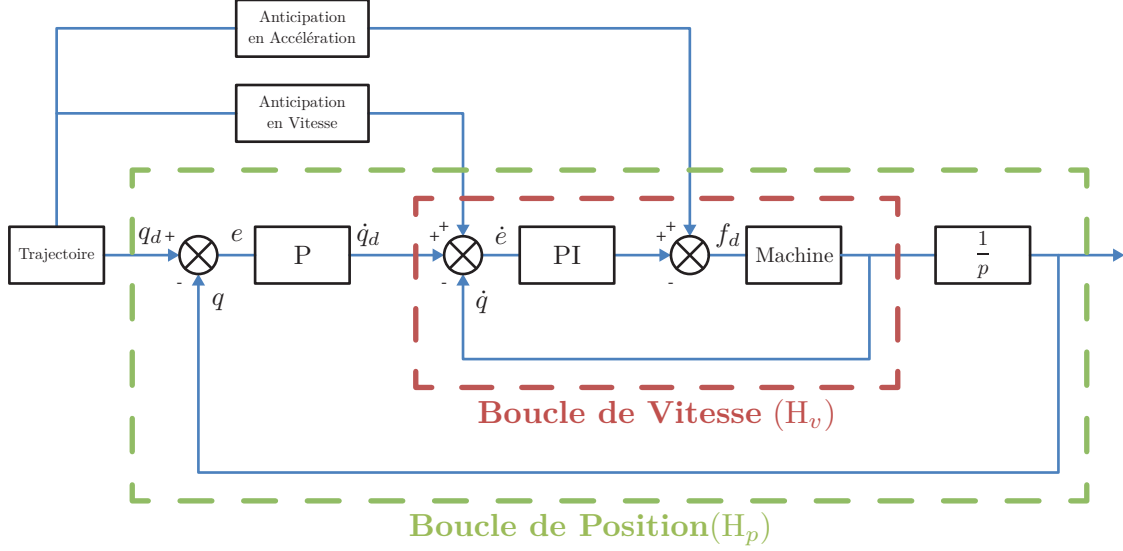 Anticipation
en Accélération
Anticipation
en Vitesse
Trajectoire
q_d + - q
e
P
q̇_d
+ + + - q̇
ė
PI
+ + -
f_d
Machine
1/p
Boucle de Vitesse (H_v)
Boucle de Position(H_p)